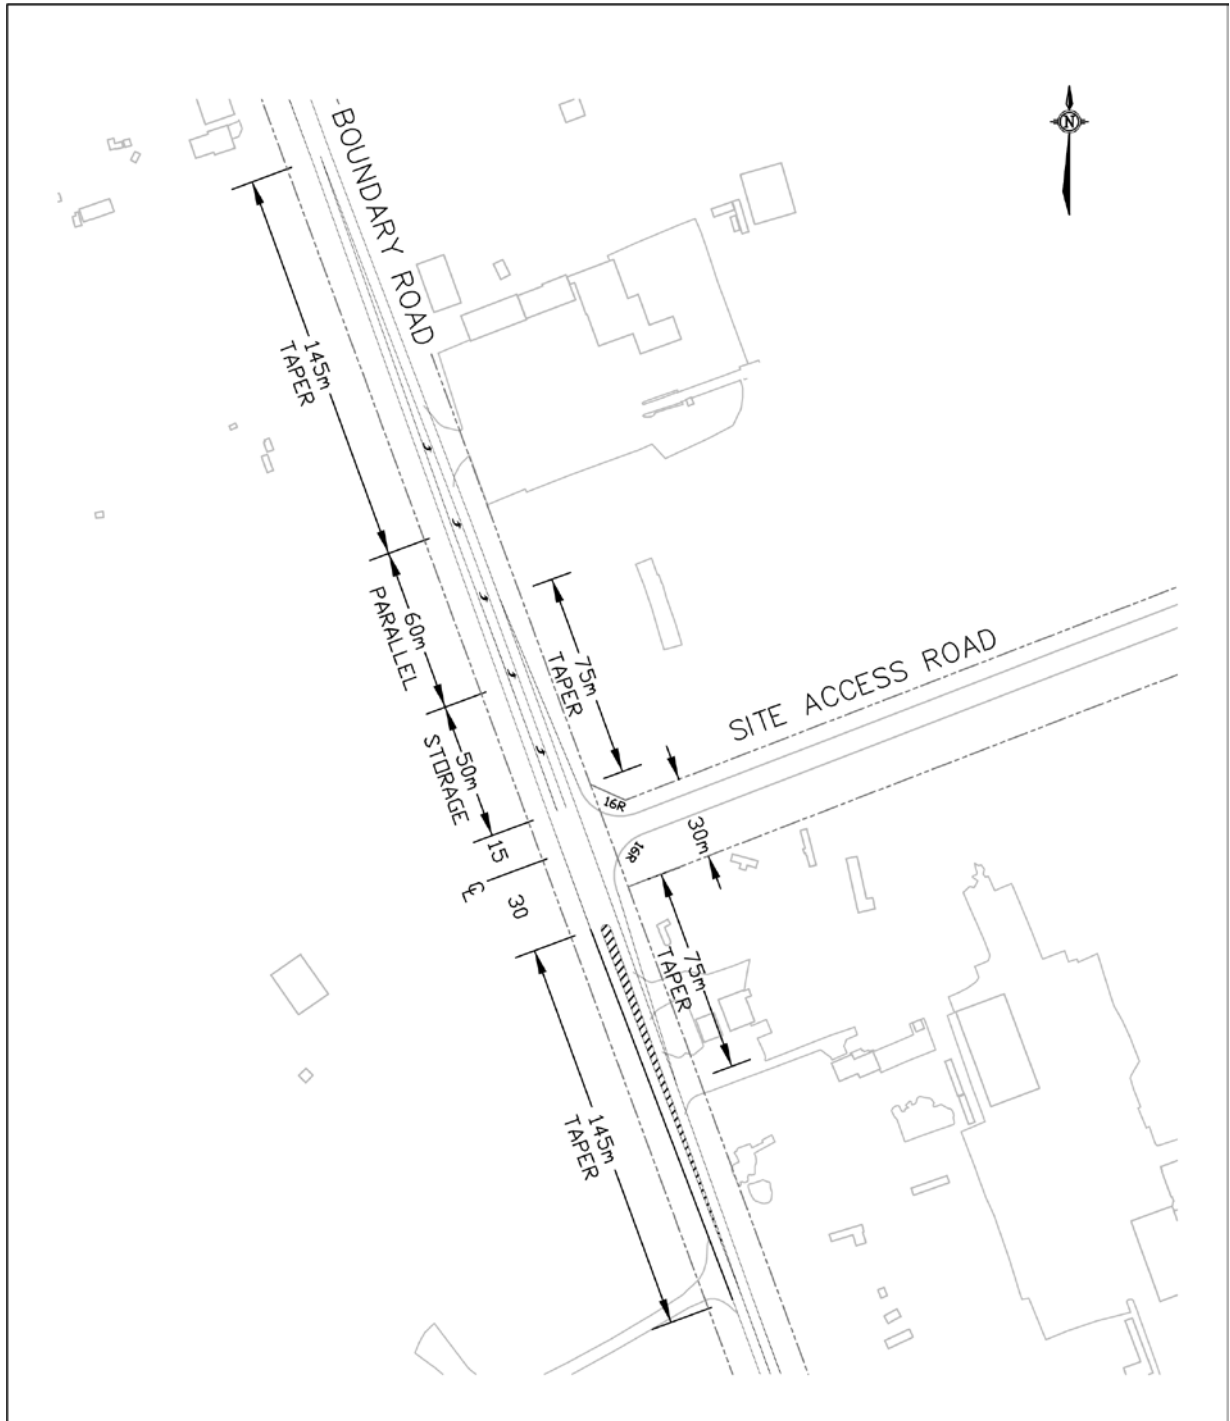 N
BOUNDARY ROAD
145m
TAPER
60m
PARALLEL
75m
TAPER
SITE ACCESS ROAD
50m
STORAGE
16R
30m
16R
15
℄
30
75m
TAPER
145m
TAPER